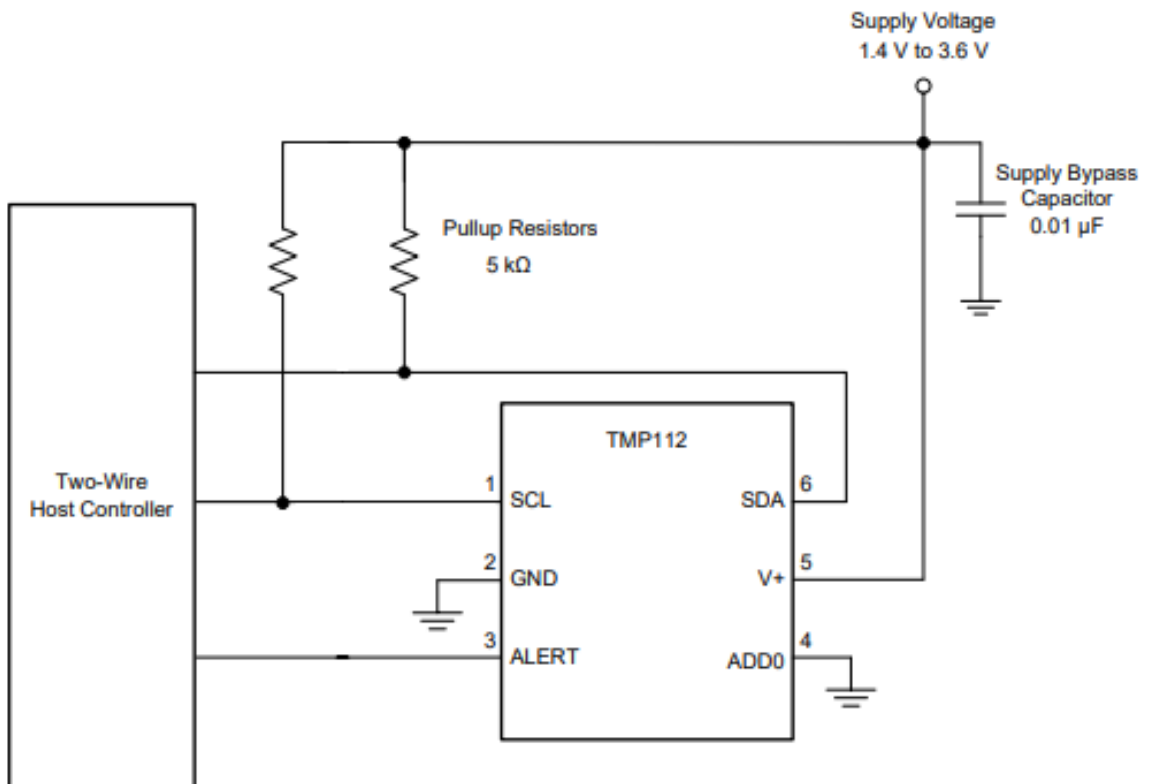 Supply Voltage
1.4 V to 3.6 V
Supply Bypass
Capacitor
0.01 µF
Pullup Resistors
5 kΩ
Two-Wire
Host Controller
TMP112
1
SCL
SDA
6
2
GND
V+
5
3
ALERT
ADD0
4